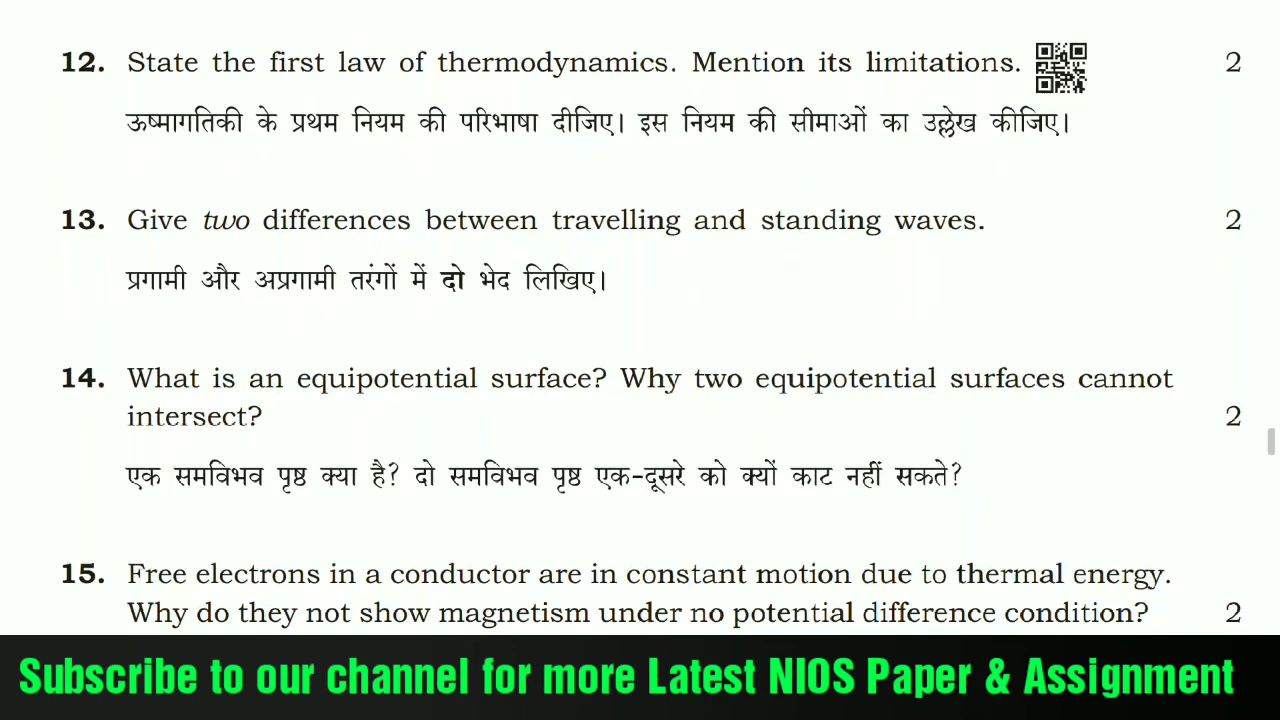 12. State the first law of thermodynamics. Mention its limitations. 2
ऊष्मागतिकी के प्रथम नियम की परिभाषा दीजिए। इस नियम की सीमाओं का उल्लेख कीजिए।
13. Give two differences between travelling and standing waves. 2
प्रगामी और अप्रगामी तरंगों में दो भेद लिखिए।
14. What is an equipotential surface? Why two equipotential surfaces cannot
intersect? 2
एक समविभव पृष्ठ क्या है? दो समविभव पृष्ठ एक-दूसरे को क्यों काट नहीं सकते?
15. Free electrons in a conductor are in constant motion due to thermal energy.
Why do they not show magnetism under no potential difference condition? 2
Subscribe to our channel for more Latest NIOS Paper & Assignment